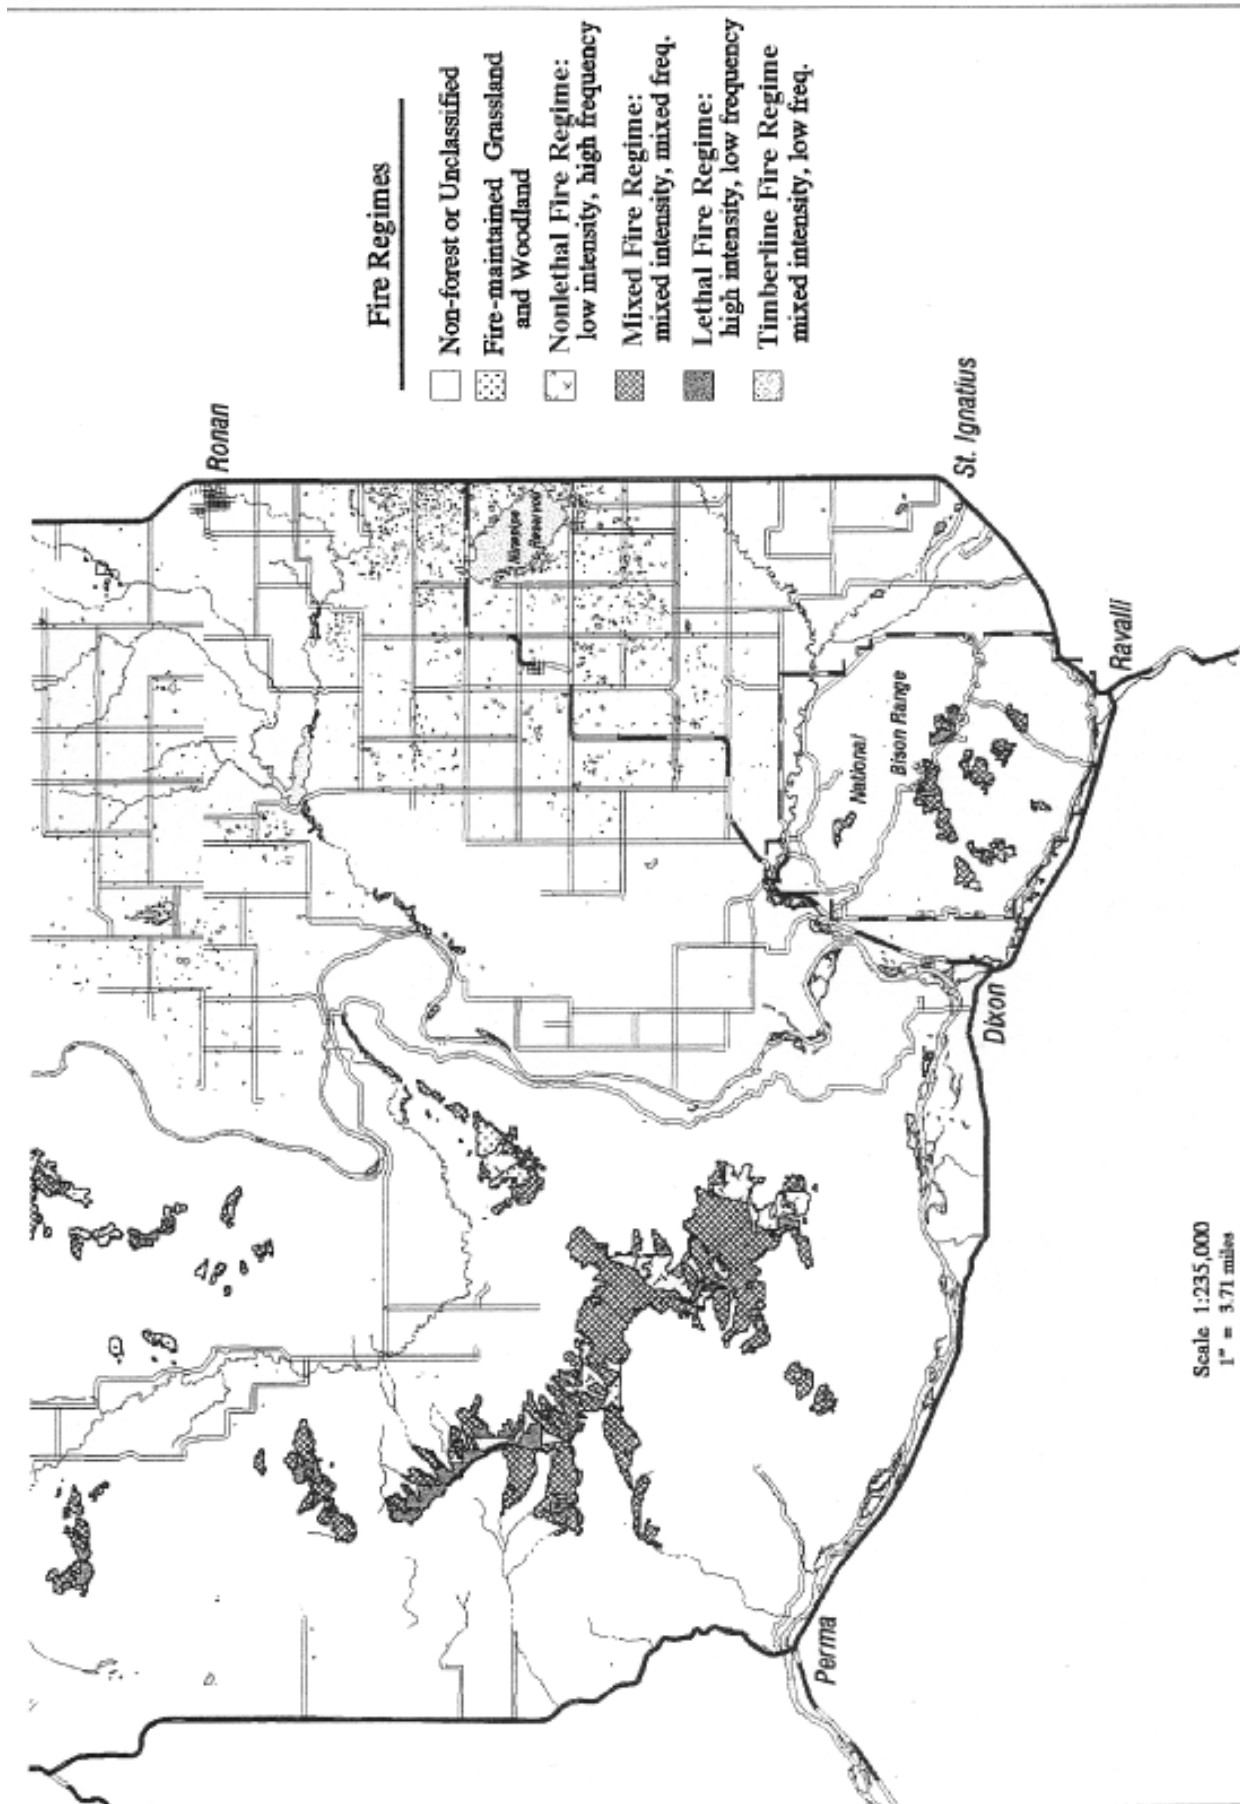 Fire Regimes
Non-forest or Unclassified
Fire-maintained Grassland
and Woodland
Nonlethal Fire Regime:
low intensity, high frequency
Mixed Fire Regime:
mixed intensity, mixed freq.
Lethal Fire Regime:
high intensity, low frequency
Timberline Fire Regime
mixed intensity, low freq.
Ronan
Ninepipe
Reservoir
St. Ignatius
National
Bison Range
Ravalli
Dixon
Perma
Scale 1:235,000
1" = 3.71 miles